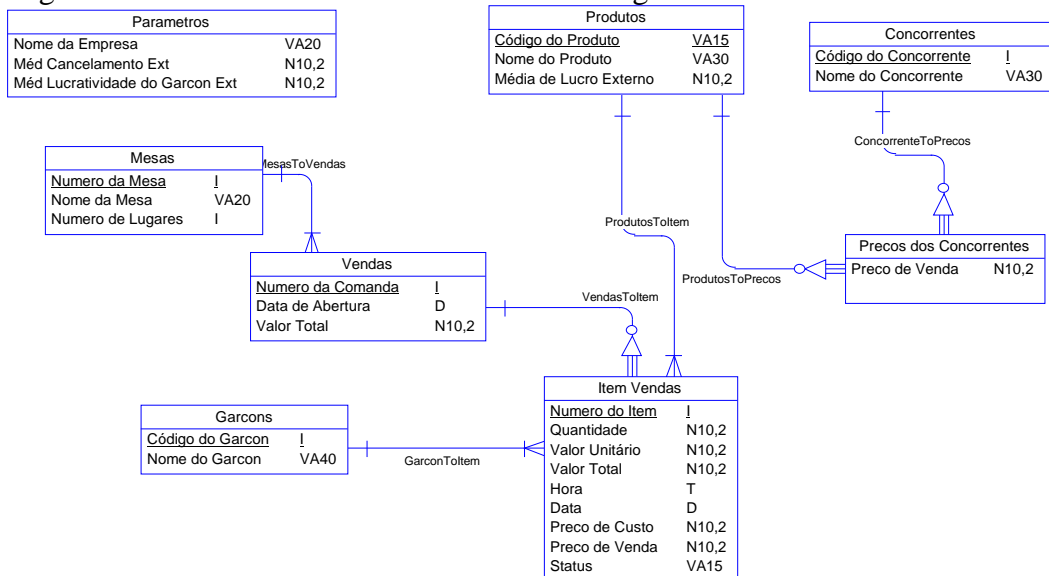 Parametros
Nome da Empresa VA20
Méd Cancelamento Ext N10,2
Méd Lucratividade do Garcon Ext N10,2
Produtos
Código do Produto VA15
Nome do Produto VA30
Média de Lucro Externo N10,2
Concorrentes
Código do Concorrente I
Nome do Concorrente VA30
ConcorrenteToPrecos
Mesas
Numero da Mesa I
Nome da Mesa VA20
Numero de Lugares I
MesasToVendas
ProdutosToItem
Precos dos Concorrentes
Preco de Venda N10,2
ProdutosToPrecos
Vendas
Numero da Comanda I
Data de Abertura D
Valor Total N10,2
VendasToItem
Garcons
Código do Garcon I
Nome do Garcon VA40
GarconToItem
Item Vendas
Numero do Item I
Quantidade N10,2
Valor Unitário N10,2
Valor Total N10,2
Hora T
Data D
Preco de Custo N10,2
Preco de Venda N10,2
Status VA15